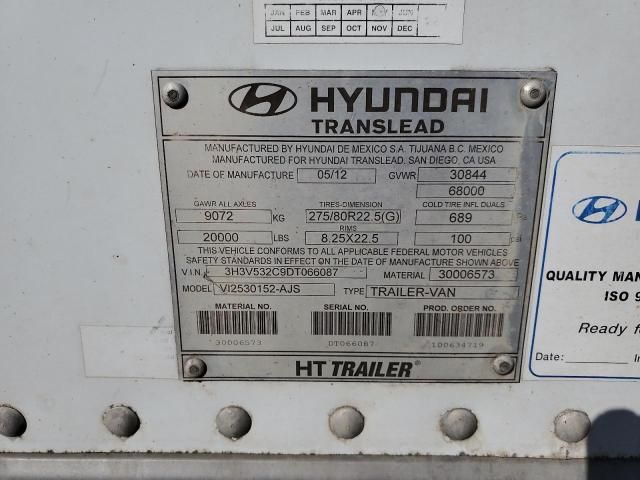 JAN FEB MAR APR JUN
JUL AUG SEP OCT NOV DEC
HYUNDAI
TRANSLEAD
MANUFACTURED BY HYUNDAI DE MEXICO S.A. TIJUANA B.C. MEXICO
MANUFACTURED FOR HYUNDAI TRANSLEAD, SAN DIEGO, CA USA
DATE OF MANUFACTURE 05/12 GVWR 30844
68000
GAWR ALL AXLES TIRES-DIMENSION COLD TIRE INFL DUALS
9072 KG 275/80R22.5(G) 689
RIMS
20000 LBS 8.25X22.5 100 psi
THIS VEHICLE CONFORMS TO ALL APPLICABLE FEDERAL MOTOR VEHICLES
SAFETY STANDARDS IN EFFECT ON THE DATE OF MANUFACTURE SHOWN ABOVE.
V.I.N. 3H3V532C9DT066087 MATERIAL 30006573
MODEL VI2530152-AJS TYPE TRAILER-VAN
MATERIAL NO. SERIAL NO. PROD. ORDER NO.
30006573 DT066087 100634719
HT TRAILER
QUALITY MAN
ISO 9
Ready f
Date: In